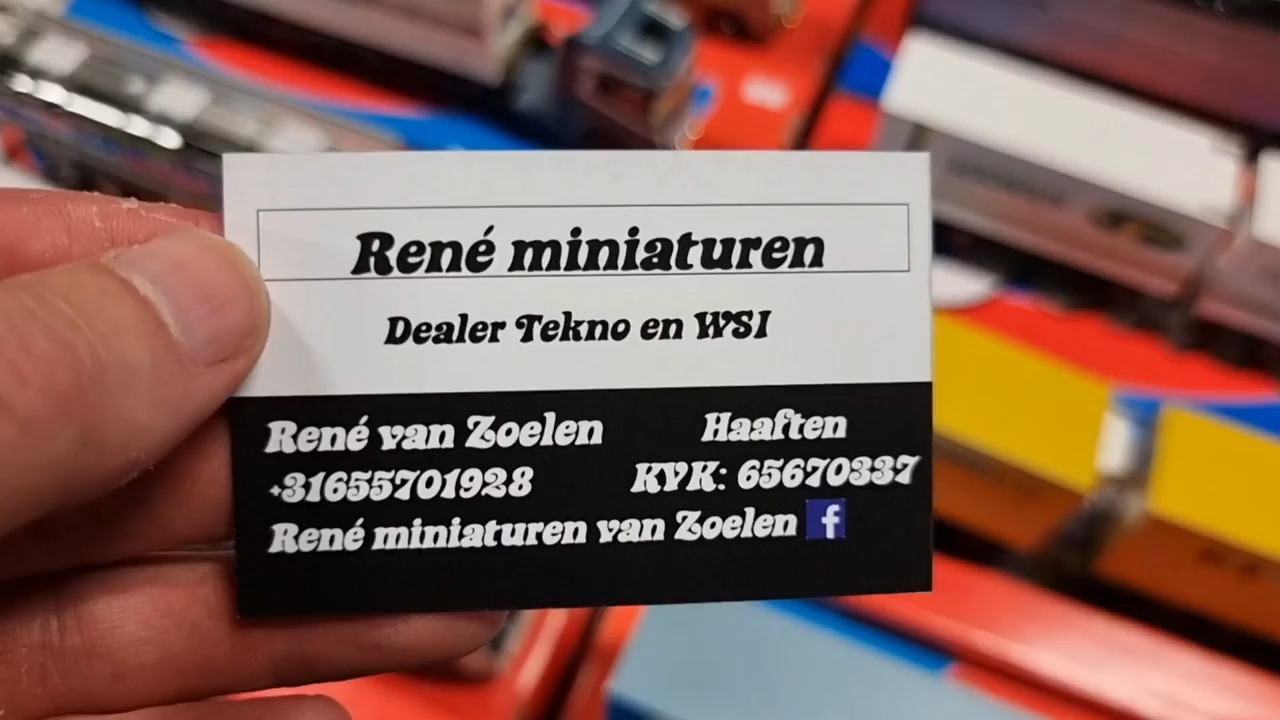 René miniaturen
Dealer Tekno en WSI
René van Zoelen
Haaften
+31655701928
KVK: 65670337
René miniaturen van Zoelen f